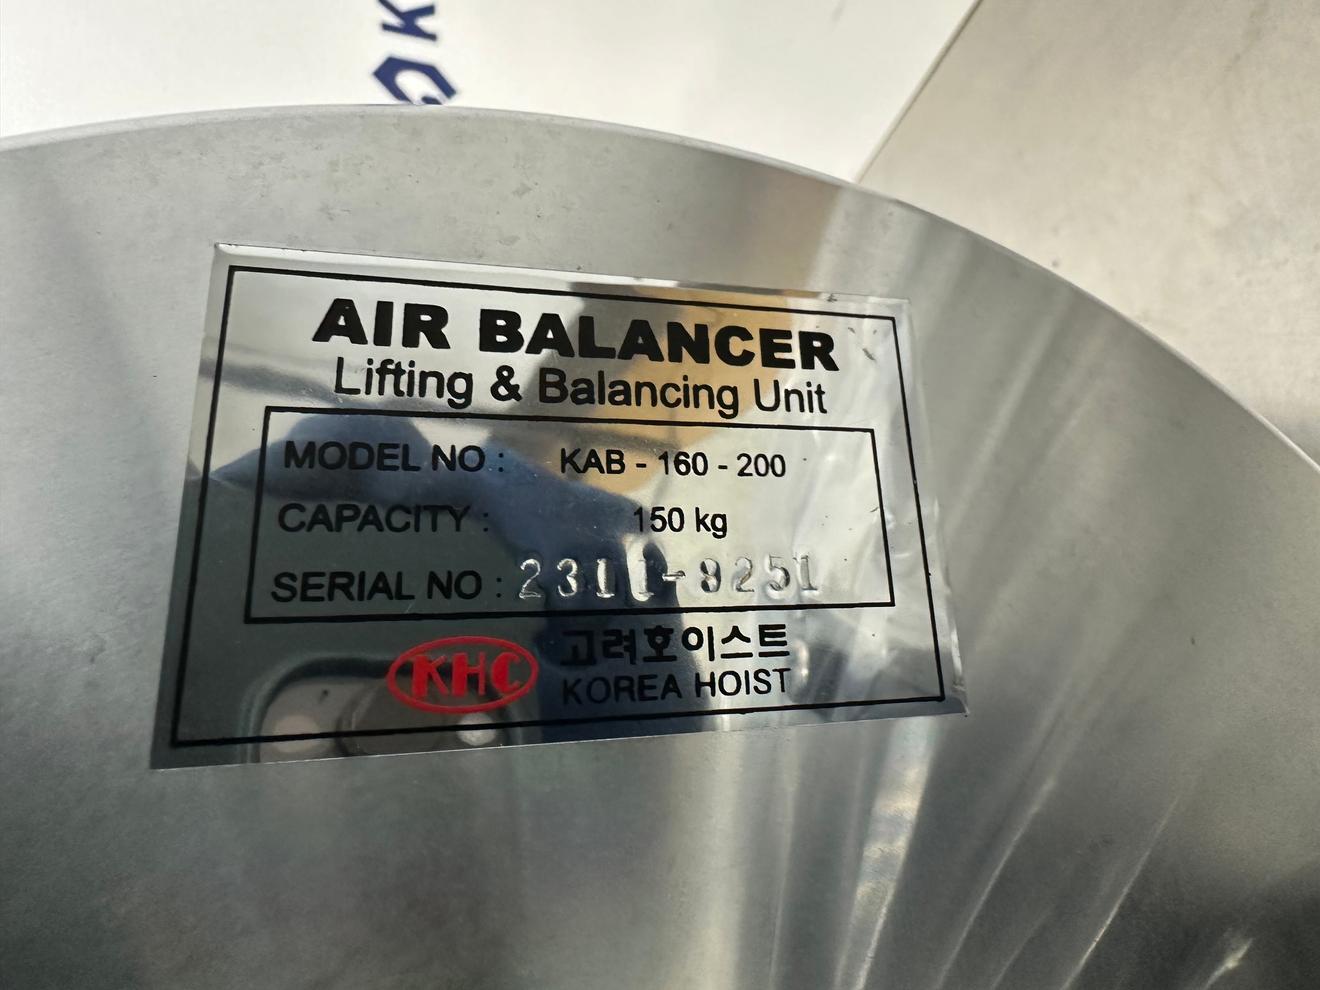 AIR BALANCER
Lifting & Balancing Unit
MODEL NO : KAB - 160 - 200
CAPACITY : 150 kg
SERIAL NO : 2311-9251
KHC 고려호이스트
KOREA HOIST